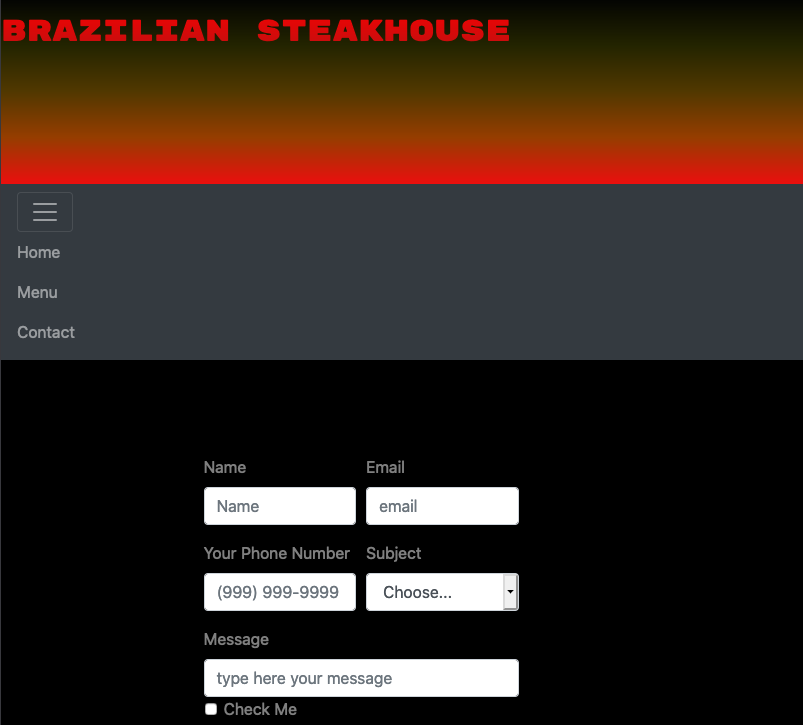 BRAZILIAN STEAKHOUSE
Home
Menu
Contact
Name Email
Name email
Your Phone Number Subject
(999) 999-9999 Choose...
Message
type here your message
Check Me